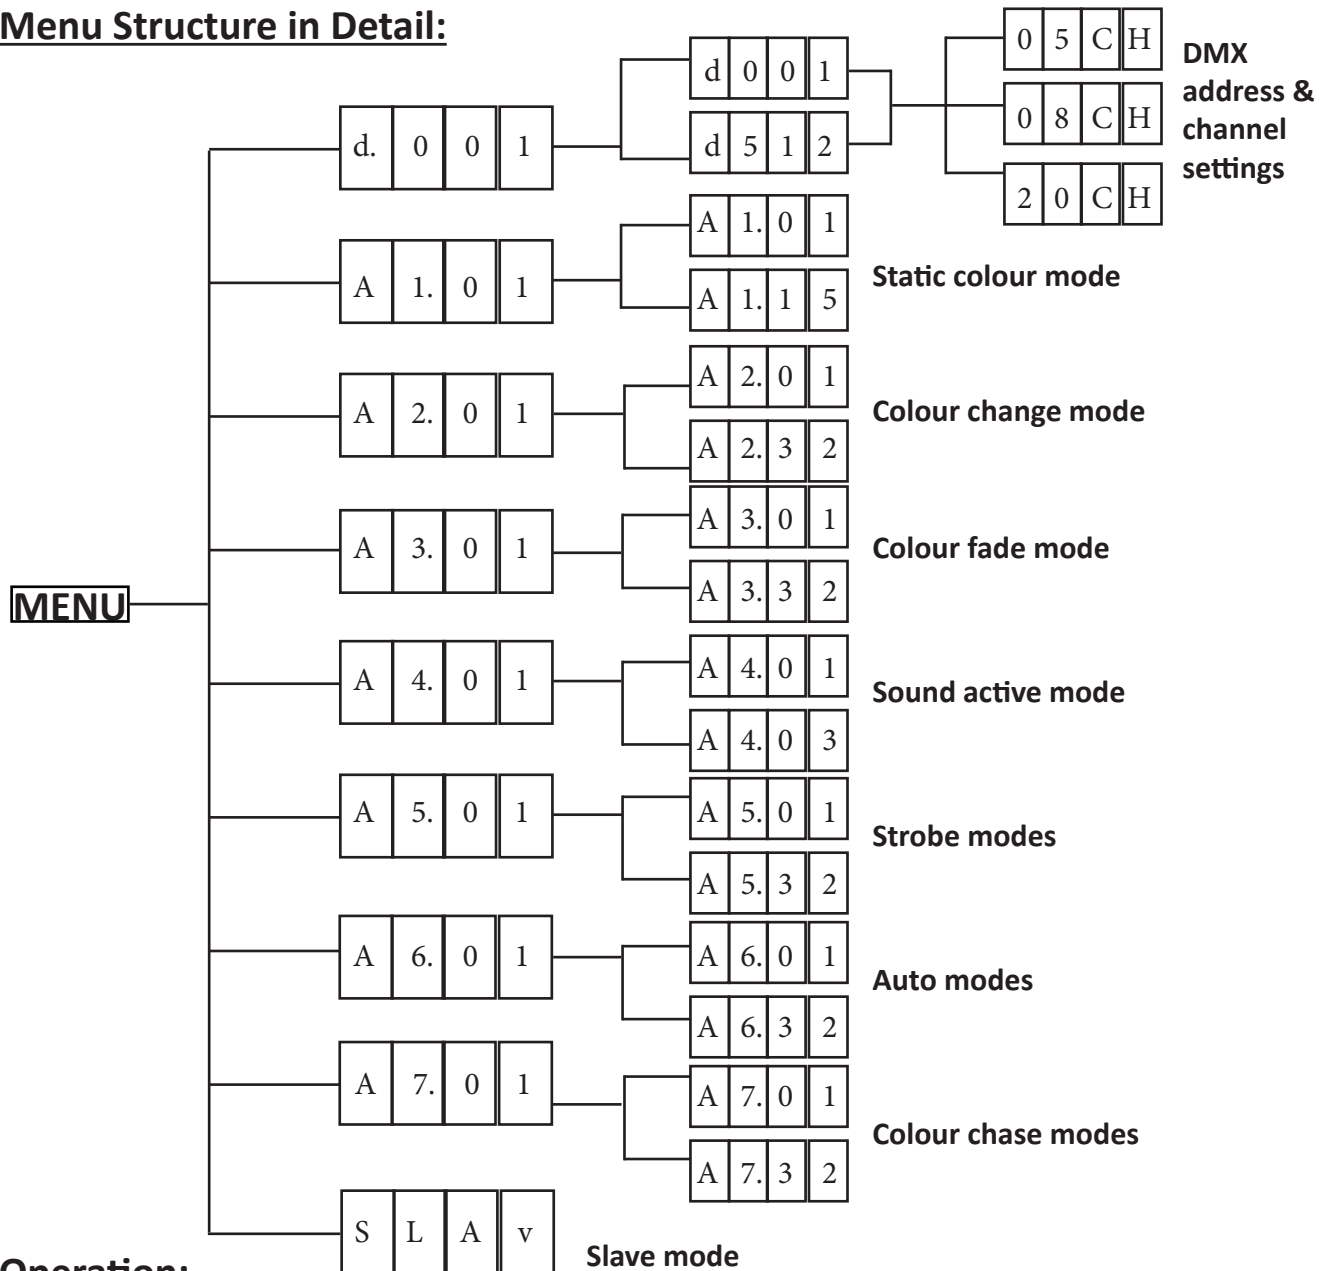 Menu Structure in Detail:
d 0 0 1
0 5 C H
DMX
address &
channel
settings
d. 0 0 1
d 5 1 2
0 8 C H
2 0 C H
A 1. 0 1
A 1. 0 1
A 1. 1 5
Static colour mode
A 2. 0 1
A 2. 0 1
A 2. 3 2
Colour change mode
A 3. 0 1
A 3. 0 1
A 3. 3 2
Colour fade mode
MENU
A 4. 0 1
A 4. 0 1
A 4. 0 3
Sound active mode
A 5. 0 1
A 5. 0 1
A 5. 3 2
Strobe modes
A 6. 0 1
A 6. 0 1
A 6. 3 2
Auto modes
A 7. 0 1
A 7. 0 1
A 7. 3 2
Colour chase modes
S L A v
Slave mode
Operation: